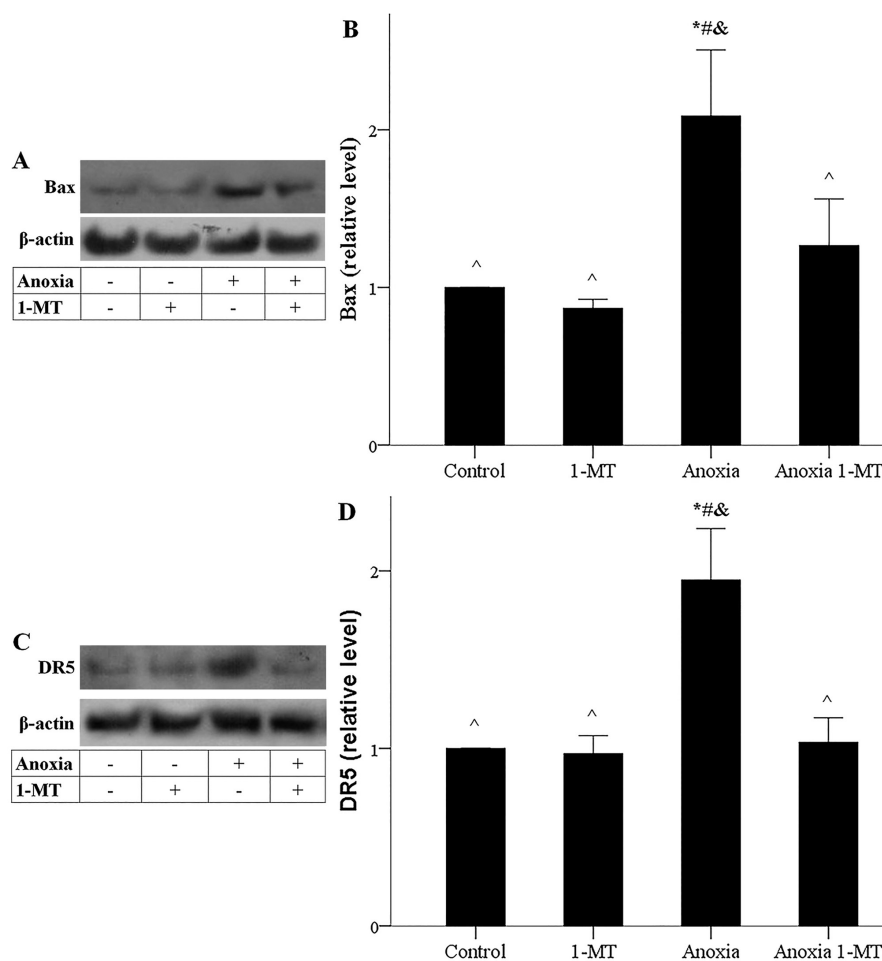 A
Bax
β-actin
Anoxia - - + +
1-MT - + - +
B
Bax (relative level)
2
1
0
*#&
^
^
^
Control 1-MT Anoxia Anoxia 1-MT
C
DR5
β-actin
Anoxia - - + +
1-MT - + - +
D
DR5 (relative level)
2
1
0
*#&
^
^
^
Control 1-MT Anoxia Anoxia 1-MT